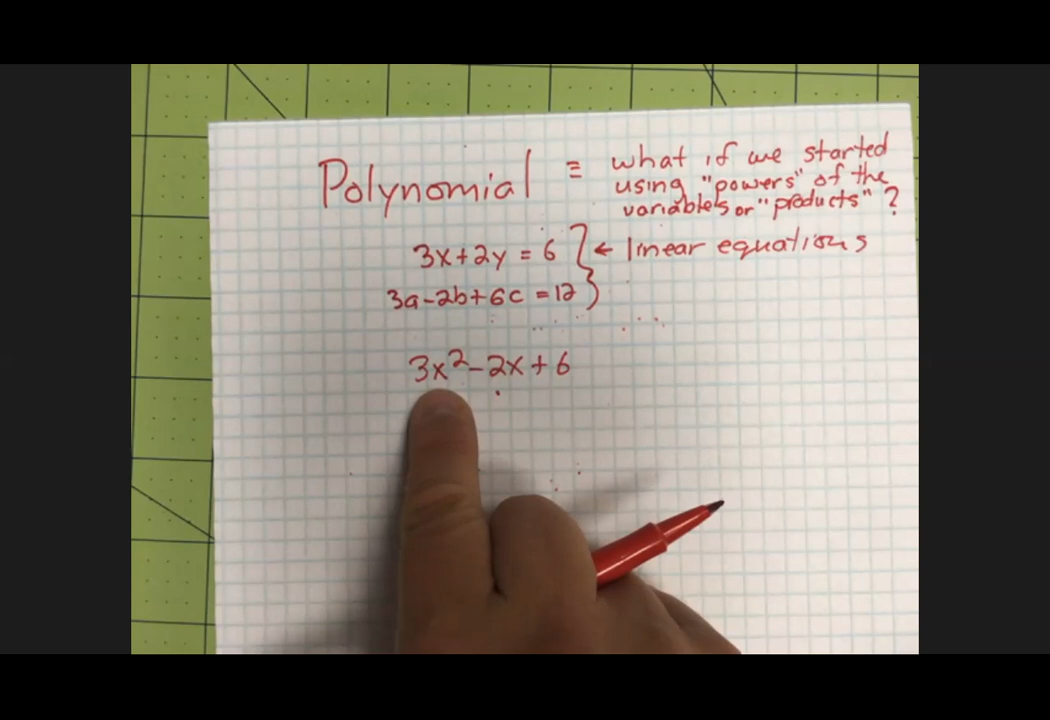 Polynomial = what if we started
using "powers" of the
variables or "products" ?
3x+2y = 6 } ← linear equations
3a-2b+6c = 12
3x²-2x+6